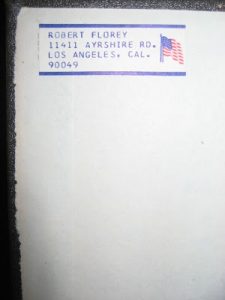 ROBERT FLOREY
11411 AYRSHIRE RD.
LOS ANGELES, CAL.
90049